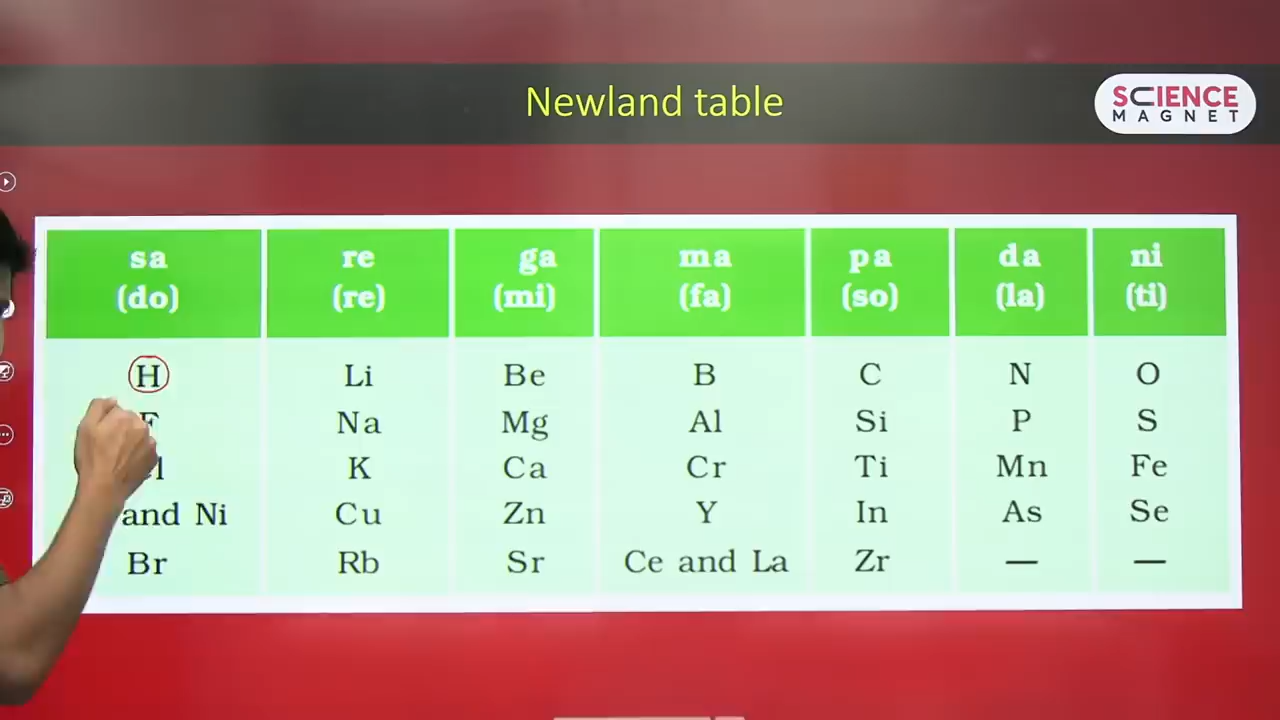 Newland table
SCIENCE
MAGNET
sa re ga ma pa da ni
(do) (re) (mi) (fa) (so) (la) (ti)
H Li Be B C N O
F Na Mg Al Si P S
K Ca Cr Ti Mn Fe
and Ni Cu Zn Y In As Se
Br Rb Sr Ce and La Zr — —